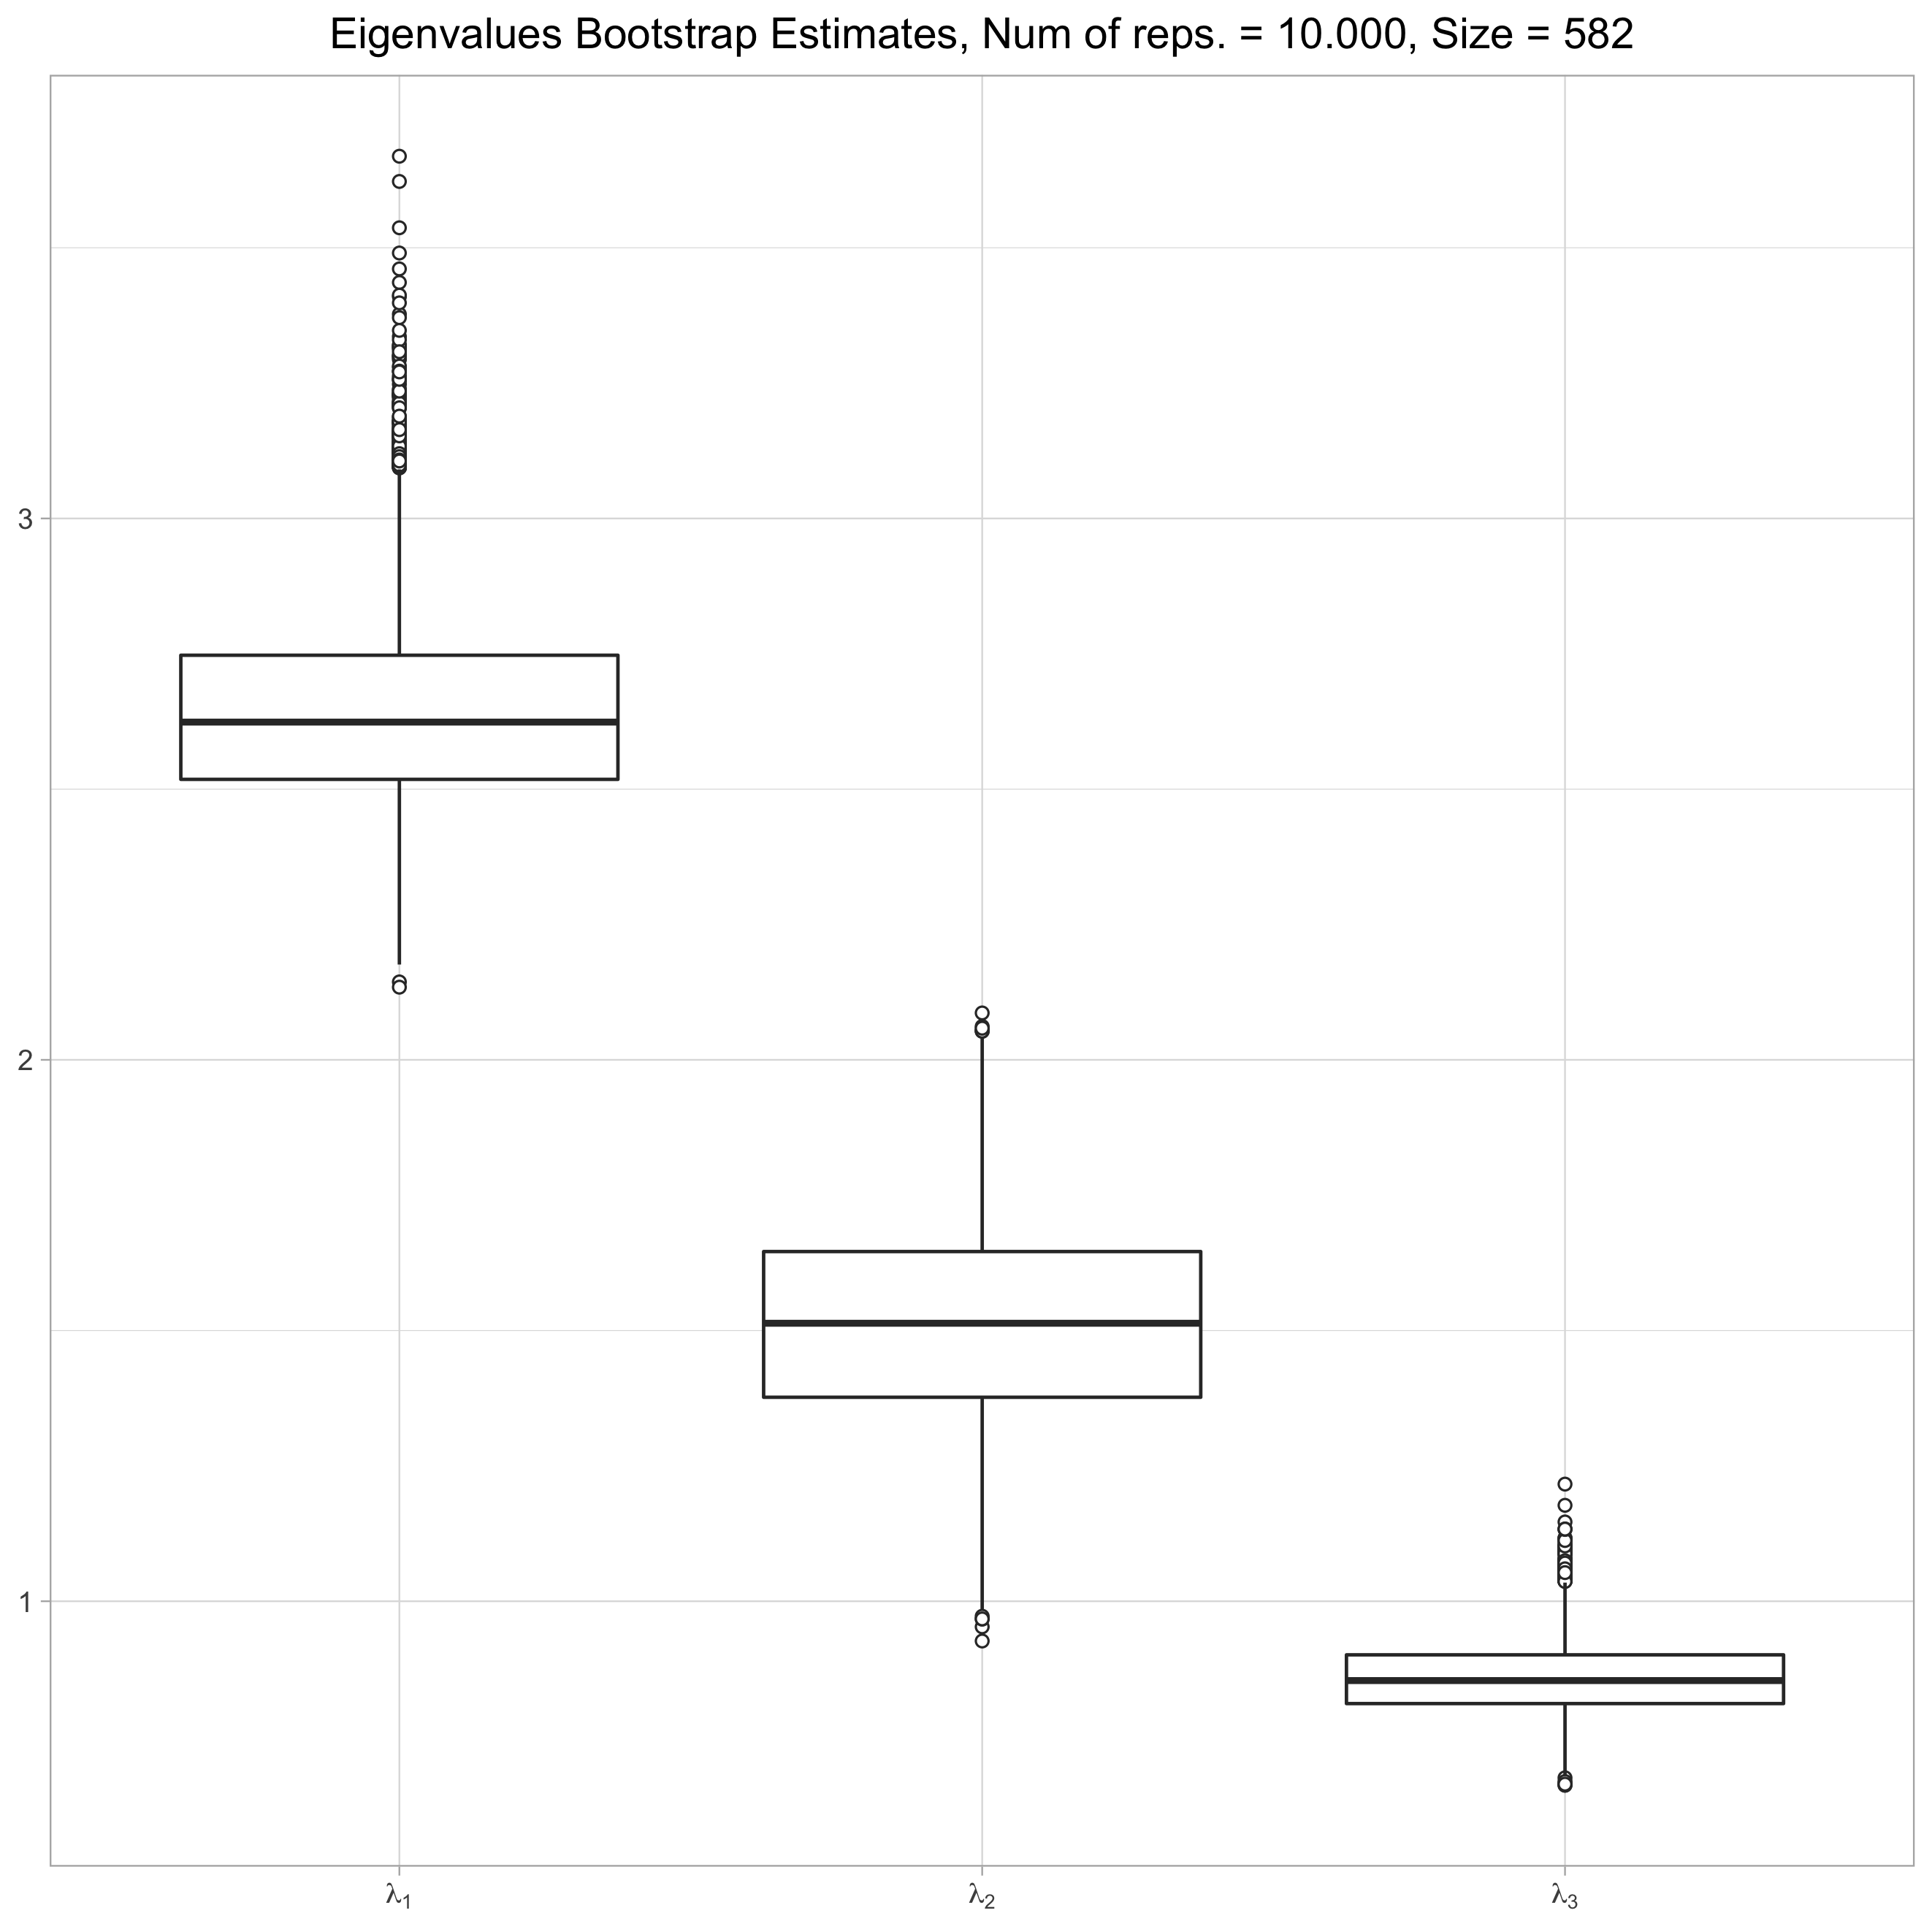 Eigenvalues Bootstrap Estimates, Num of reps. = 10.000, Size = 582
3
2
1
λ₁ λ₂ λ₃